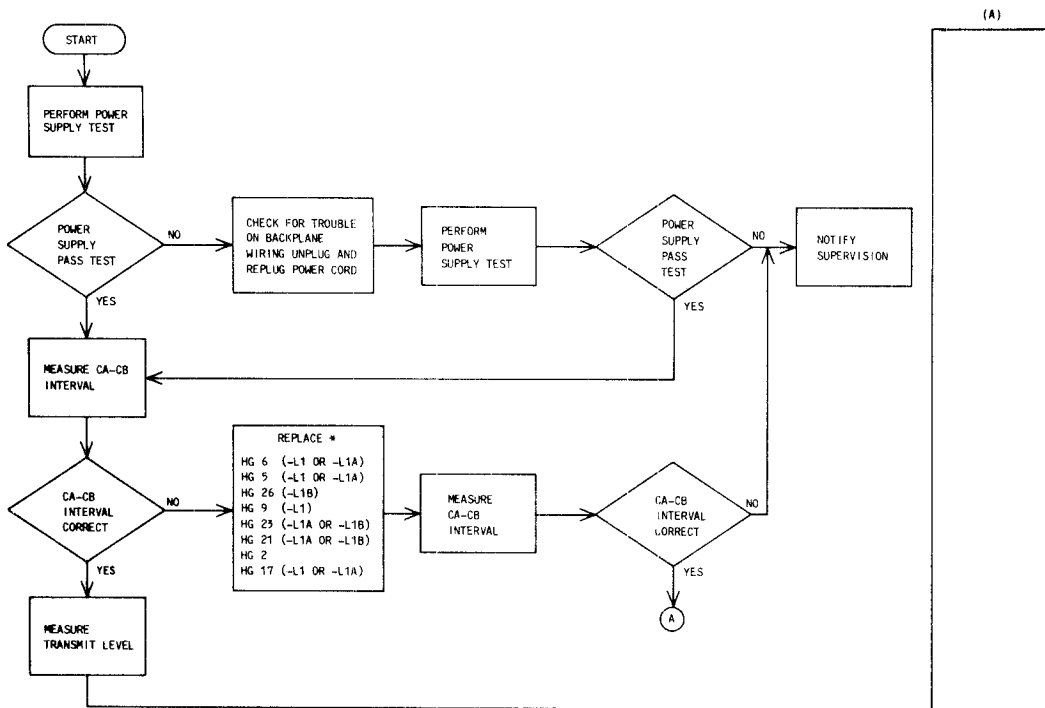 (A)
START
PERFORM POWER
SUPPLY TEST
POWER
SUPPLY
PASS TEST
NO
YES
CHECK FOR TROUBLE
ON BACKPLANE
WIRING UNPLUG AND
REPLUG POWER CORD
PERFORM
POWER
SUPPLY TEST
POWER
SUPPLY
PASS
TEST
NO
YES
NOTIFY
SUPERVISION
MEASURE CA-CB
INTERVAL
CA-CB
INTERVAL
CORRECT
NO
YES
REPLACE *
HG 6 (-L1 OR -L1A)
HG 5 (-L1 OR -L1A)
HG 26 (-L1B)
HG 9 (-L1)
HG 23 (-L1A OR -L1B)
HG 21 (-L1A OR -L1B)
HG 2
HG 17 (-L1 OR -L1A)
MEASURE
CA-CB
INTERVAL
CA-CB
INTERVAL
CORRECT
NO
YES
A
MEASURE
TRANSMIT LEVEL